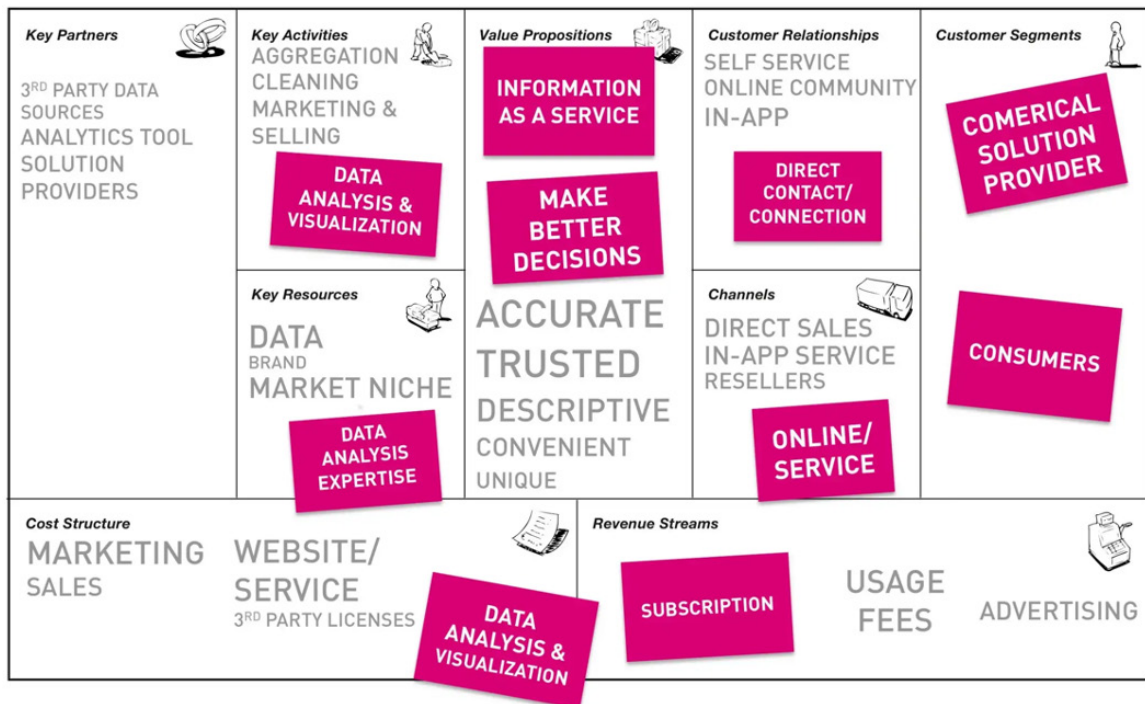 Key Partners
3RD PARTY DATA
SOURCES
ANALYTICS TOOL
SOLUTION
PROVIDERS
Key Activities
AGGREGATION
CLEANING
MARKETING &
SELLING
DATA
ANALYSIS &
VISUALIZATION
Key Resources
DATA
BRAND
MARKET NICHE
DATA
ANALYSIS
EXPERTISE
Value Propositions
INFORMATION
AS A SERVICE
MAKE
BETTER
DECISIONS
ACCURATE
TRUSTED
DESCRIPTIVE
CONVENIENT
UNIQUE
Customer Relationships
SELF SERVICE
ONLINE COMMUNITY
IN-APP
DIRECT
CONTACT/
CONNECTION
Channels
DIRECT SALES
IN-APP SERVICE
RESELLERS
ONLINE/
SERVICE
Customer Segments
COMERICAL
SOLUTION
PROVIDER
CONSUMERS
Cost Structure
MARKETING
SALES
WEBSITE/
SERVICE
3RD PARTY LICENSES
DATA
ANALYSIS &
VISUALIZATION
Revenue Streams
SUBSCRIPTION
USAGE
FEES
ADVERTISING